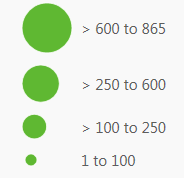 > 600 to 865
> 250 to 600
> 100 to 250
1 to 100